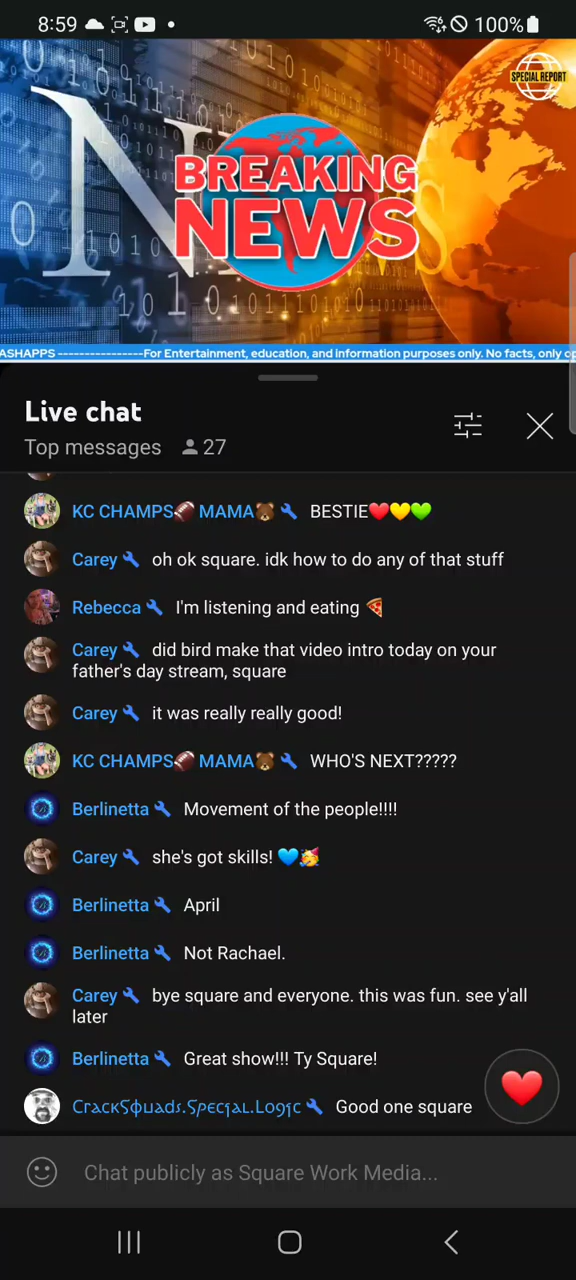 8:59
100%
SPECIAL REPORT
BREAKING
NEWS
ASHAPPS ----------------For Entertainment, education, and information purposes only. No facts, only op
Live chat
Top messages 27
KC CHAMPS🏈 MAMA🐻 BESTIE❤️💛💚
Carey oh ok square. idk how to do any of that stuff
Rebecca I'm listening and eating 🍕
Carey did bird make that video intro today on your
father's day stream, square
Carey it was really really good!
KC CHAMPS🏈 MAMA🐻 WHO'S NEXT?????
Berlinetta Movement of the people!!!!
Carey she's got skills! 💙🥳
Berlinetta April
Berlinetta Not Rachael.
Carey bye square and everyone. this was fun. see y'all
later
Berlinetta Great show!!! Ty Square!
Good one square
Chat publicly as Square Work Media...